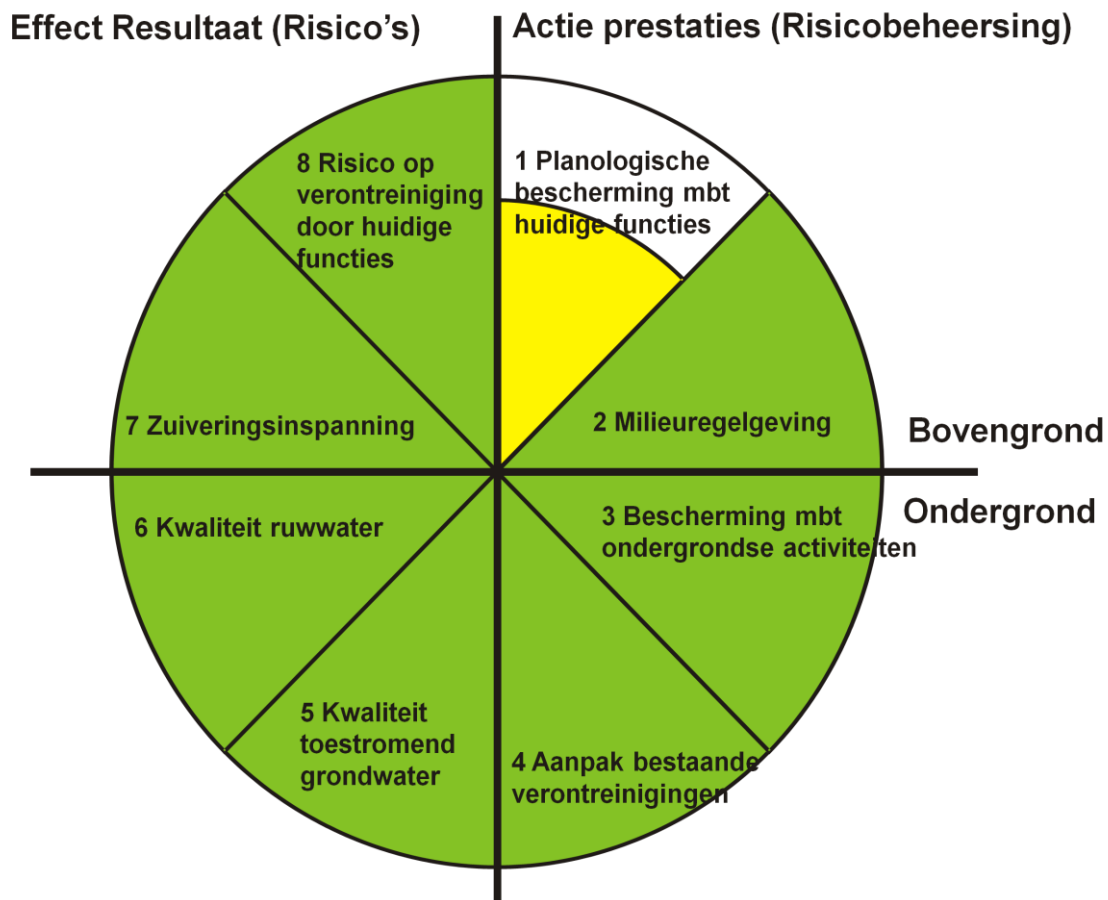 Effect Resultaat (Risico's)
Actie prestaties (Risicobeheersing)
8 Risico op
verontreiniging
door huidige
functies
1 Planologische
bescherming mbt
huidige functies
7 Zuiveringsinspanning
2 Milieuregelgeving
Bovengrond
Ondergrond
6 Kwaliteit ruwwater
3 Bescherming mbt
ondergrondse activiteiten
5 Kwaliteit
toestromend
grondwater
4 Aanpak bestaande
verontreinigingen